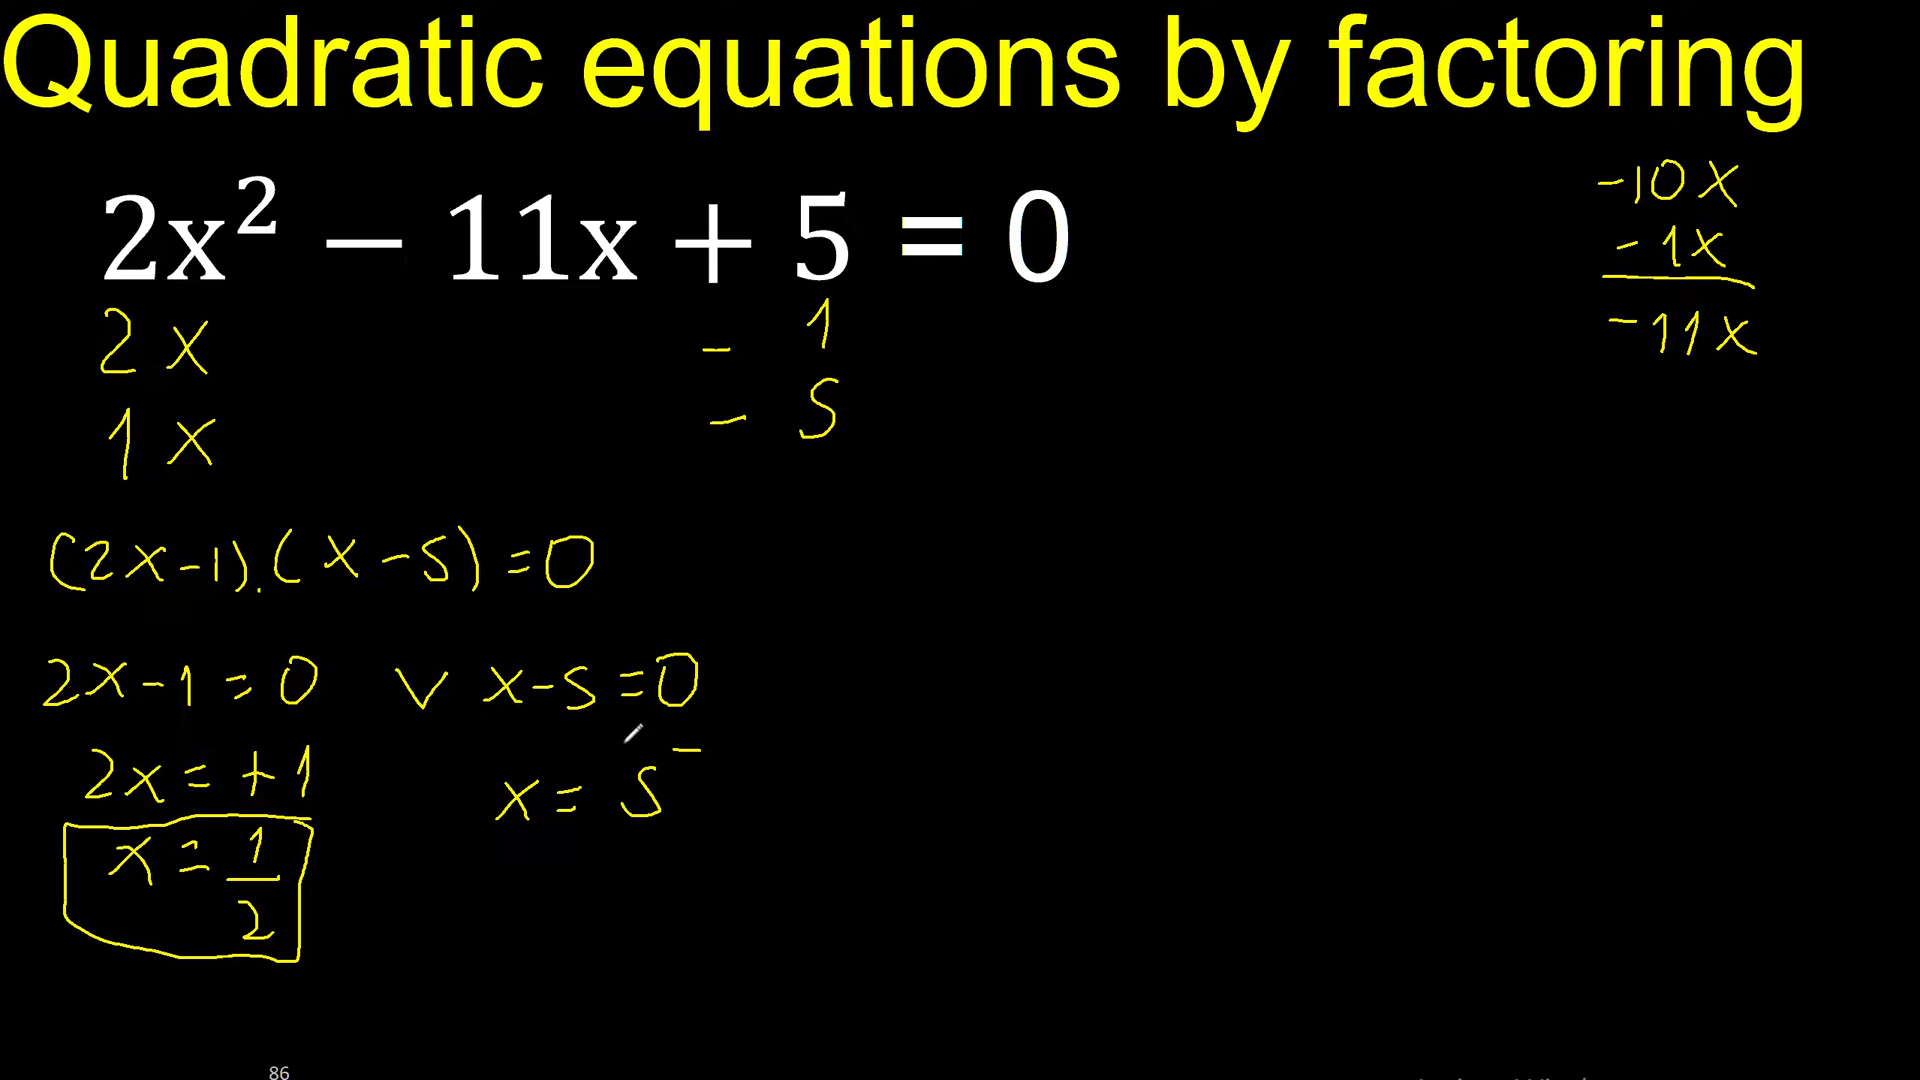 Quadratic equations by factoring
2x² − 11x + 5 = 0
-10x
-1x
-11x
2x - 1
1x - 5
(2x-1).(x-5)=0
2x-1=0 v x-5=0
2x=+1 x=5
x=1/2
86